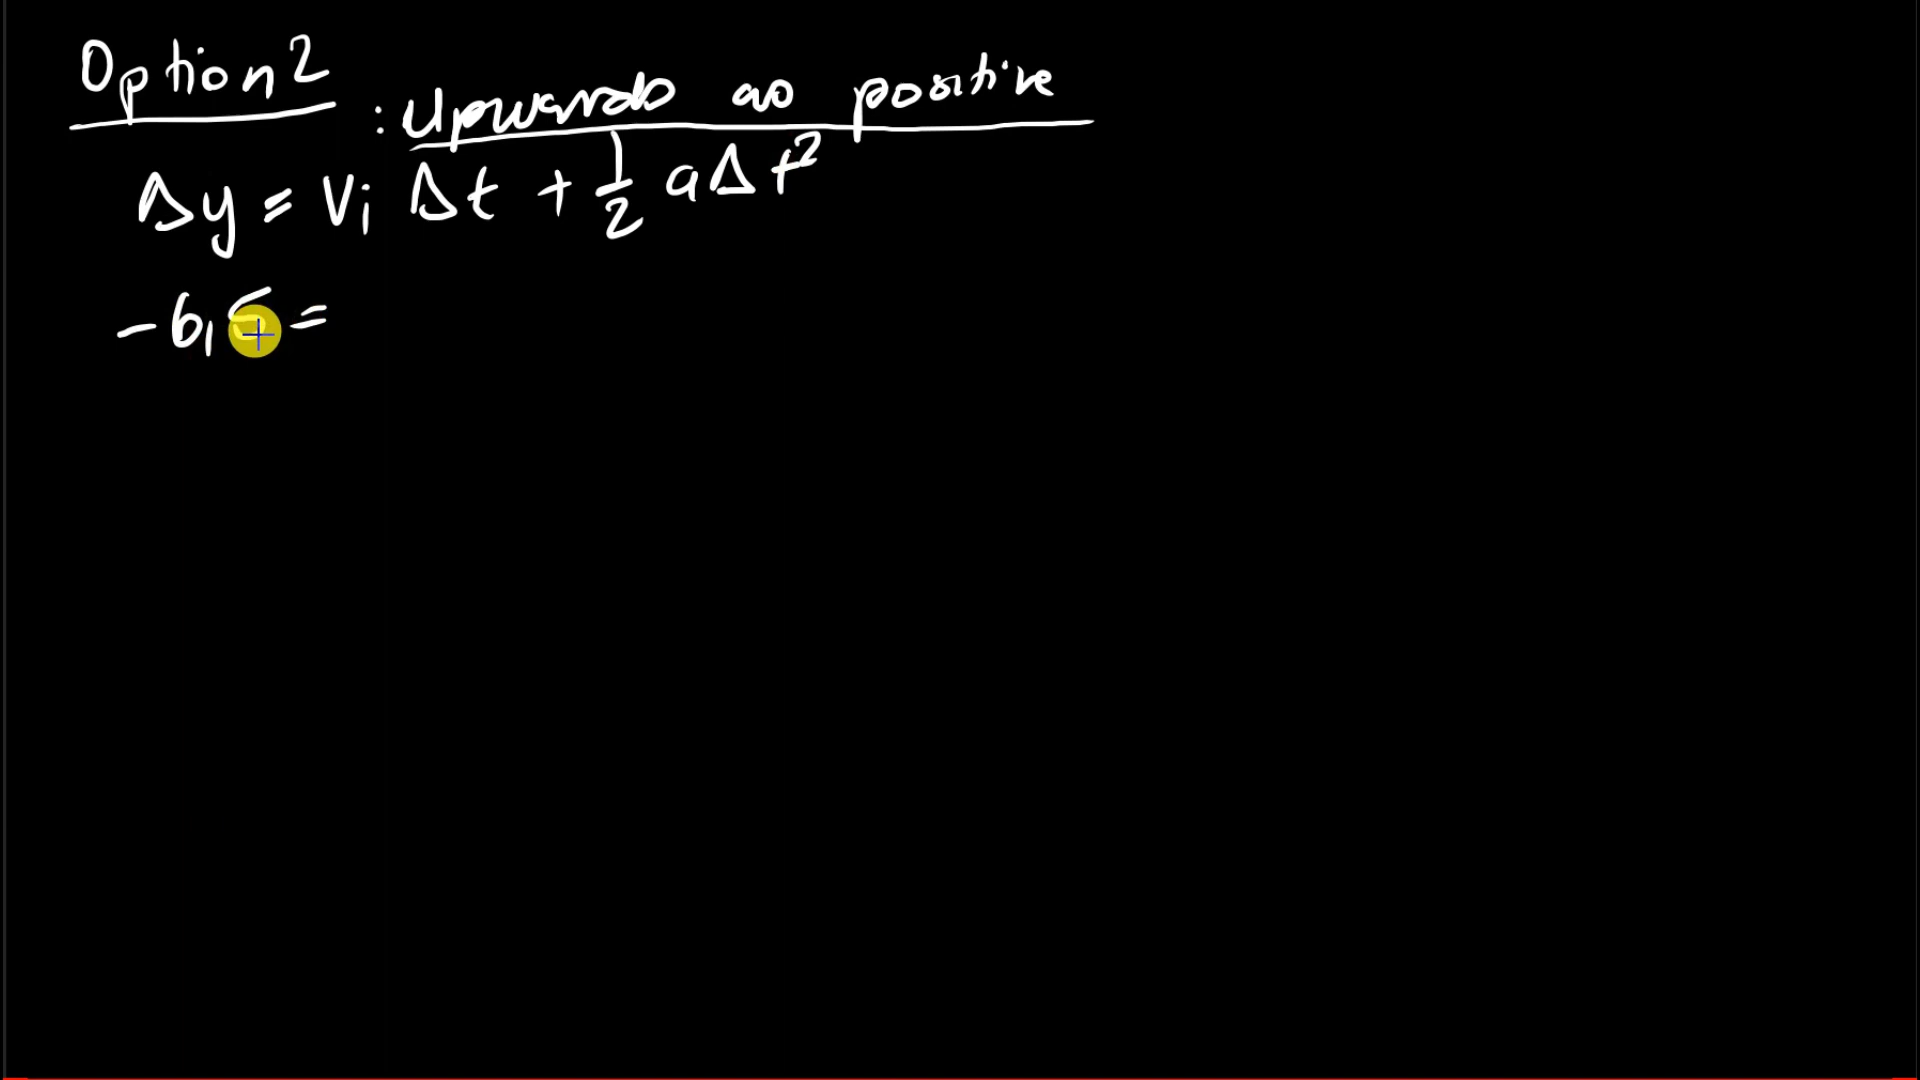 Option 2 : Upwards as positive
Δy = Vi Δt + 1/2 aΔt²
-6,5 =